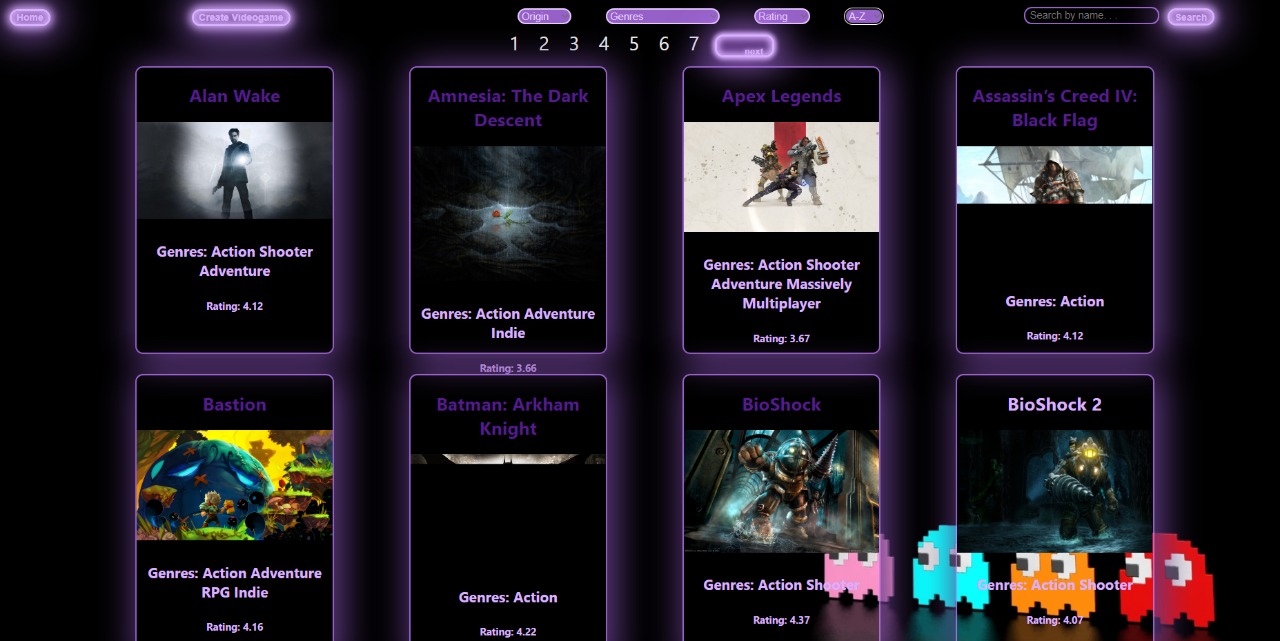 Home
Create Videogame
Origin
Genres
Rating
A-Z
Search by name. . .
Search
1 2 3 4 5 6 7 next
Alan Wake
Genres: Action Shooter
Adventure
Rating: 4.12
Amnesia: The Dark
Descent
Genres: Action Adventure
Indie
Rating: 3.66
Apex Legends
Genres: Action Shooter
Adventure Massively
Multiplayer
Rating: 3.67
Assassin’s Creed IV:
Black Flag
Genres: Action
Rating: 4.12
Bastion
Genres: Action Adventure
RPG Indie
Rating: 4.16
Batman: Arkham
Knight
Genres: Action
Rating: 4.22
BioShock
Genres: Action Shooter
Rating: 4.37
BioShock 2
Genres: Action Shooter
Rating: 4.07